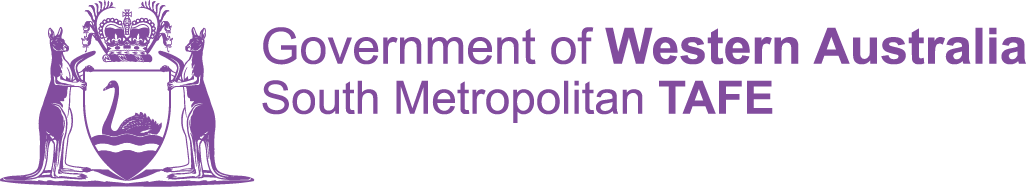 Government of Western Australia
South Metropolitan TAFE